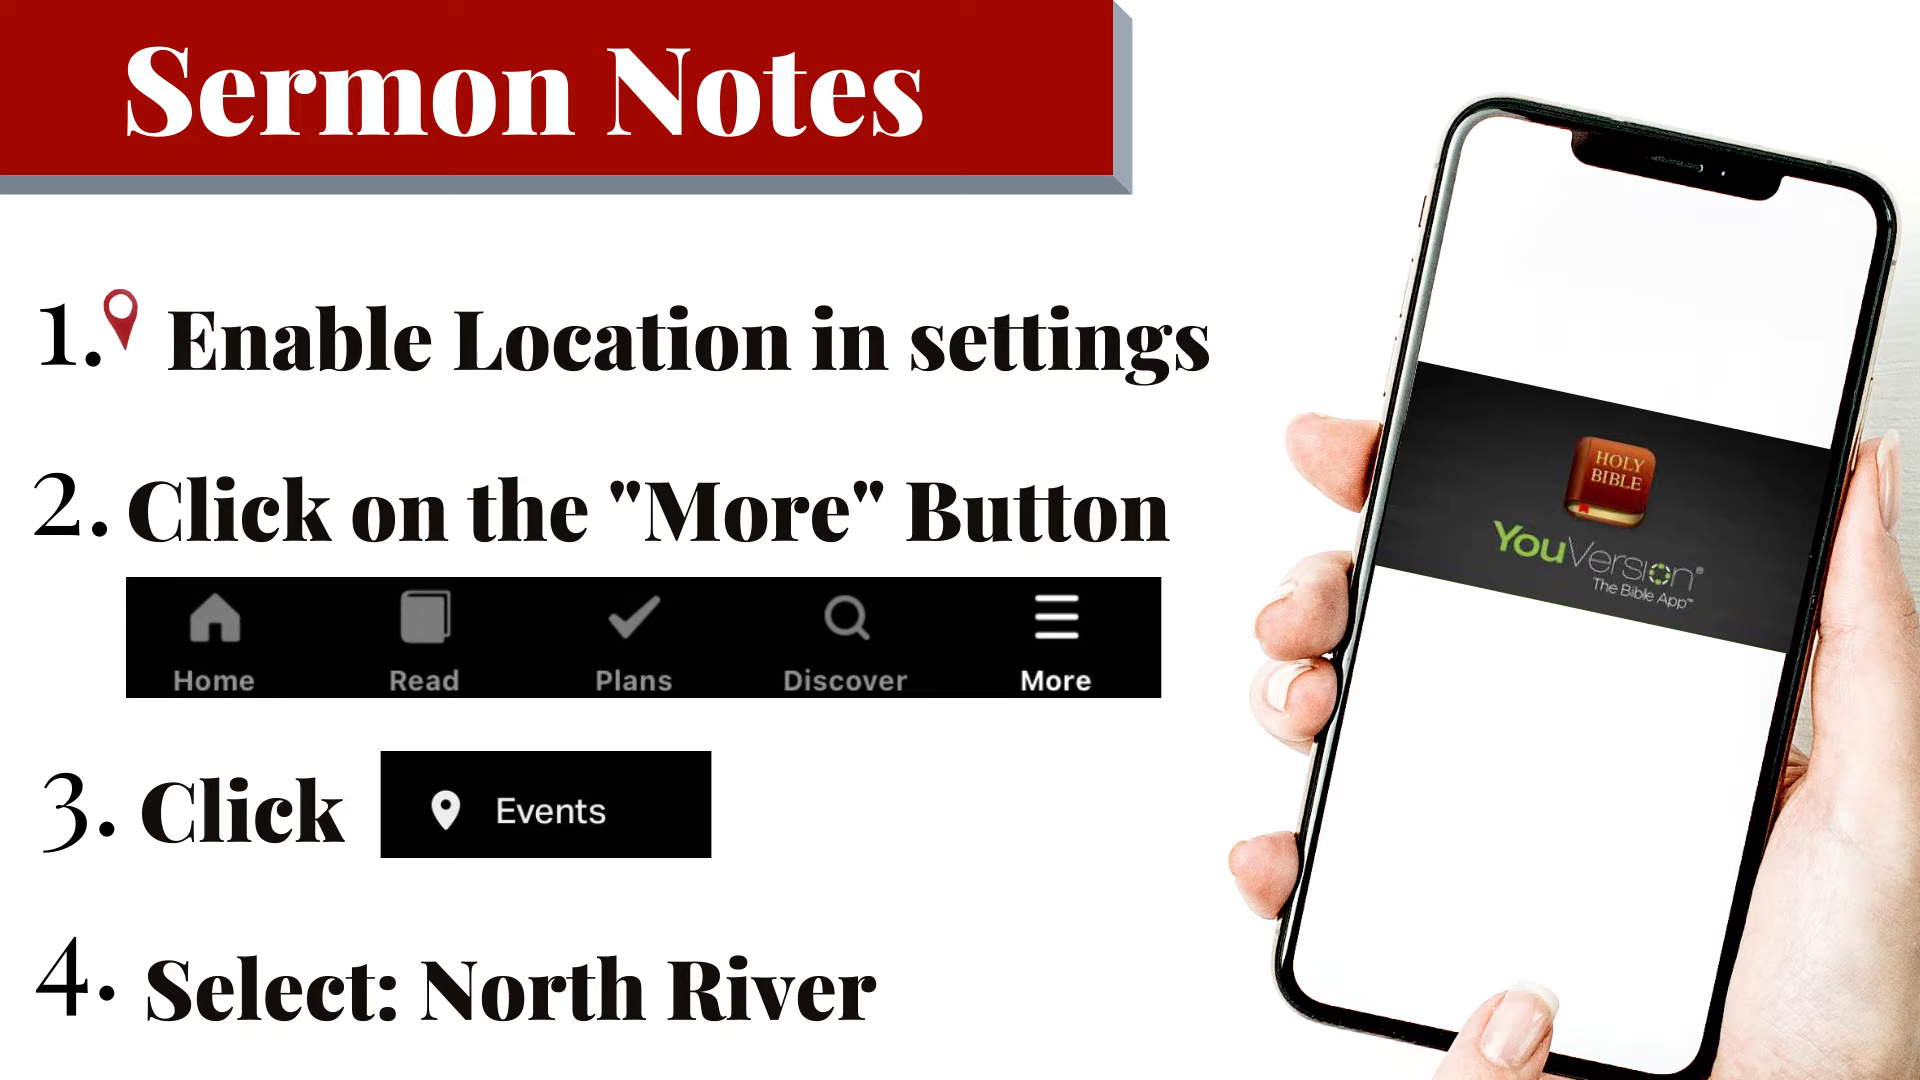 Sermon Notes
1. Enable Location in settings
2. Click on the "More" Button
Home Read Plans Discover More
3. Click Events
4. Select: North River
HOLY
BIBLE
YouVersion®
The Bible App™